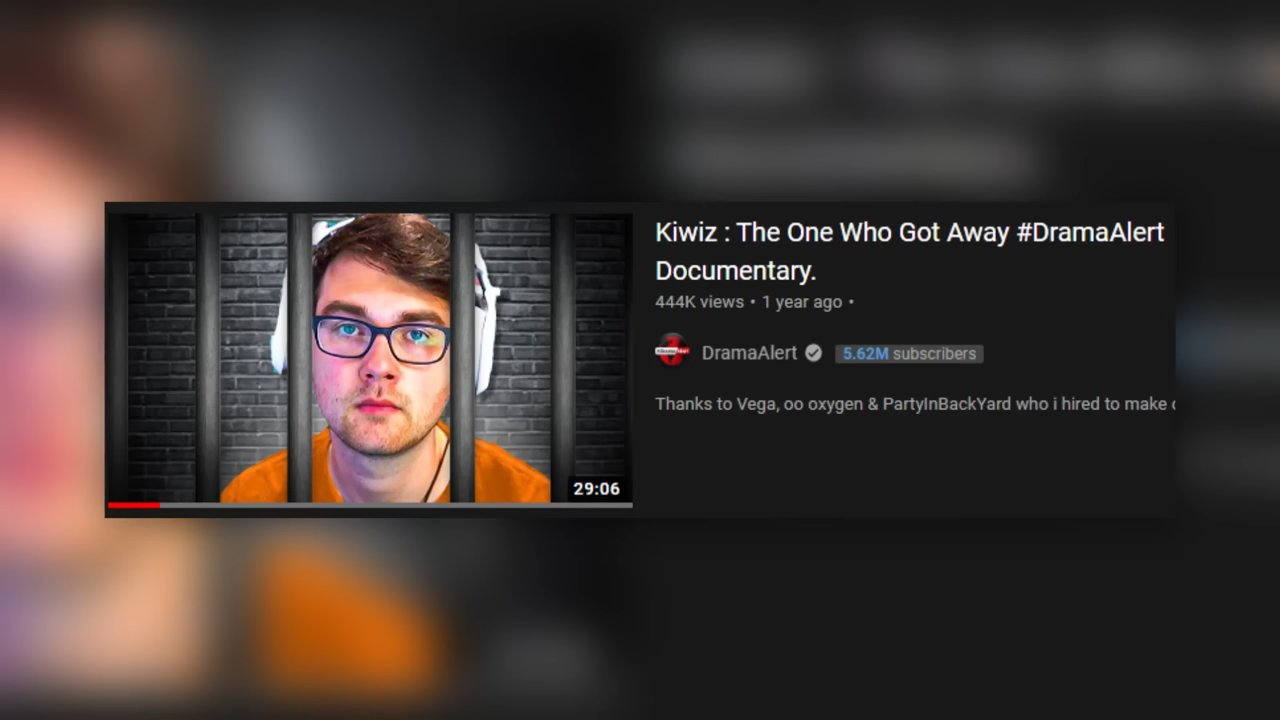 Kiwiz : The One Who Got Away #DramaAlert
Documentary.
444K views • 1 year ago •
DramaAlert
5.62M subscribers
Thanks to Vega, oo oxygen & PartyInBackYard who i hired to make
29:06